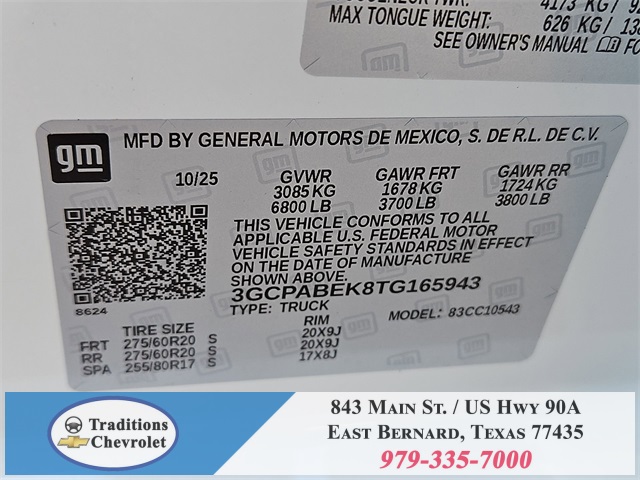 4173 KG/
MAX TONGUE WEIGHT: 626 KG/
SEE OWNER'S MANUAL
gm
MFD BY GENERAL MOTORS DE MEXICO, S. DE R.L. DE C.V.
10/25 GVWR GAWR FRT GAWR RR
3085 KG 1678 KG 1724 KG
6800 LB 3700 LB 3800 LB
THIS VEHICLE CONFORMS TO ALL
APPLICABLE U.S. FEDERAL MOTOR
VEHICLE SAFETY STANDARDS IN EFFECT
ON THE DATE OF MANUFACTURE
SHOWN ABOVE.
3GCPABEK8TG165943
8624
TYPE: TRUCK MODEL: 83CC10543
TIRE SIZE RIM
FRT 275/60R20 S 20X9J
RR 275/60R20 S 20X9J
SPA 255/80R17 S 17X8J
Traditions
Chevrolet
843 Main St. / US Hwy 90A
East Bernard, Texas 77435
979-335-7000